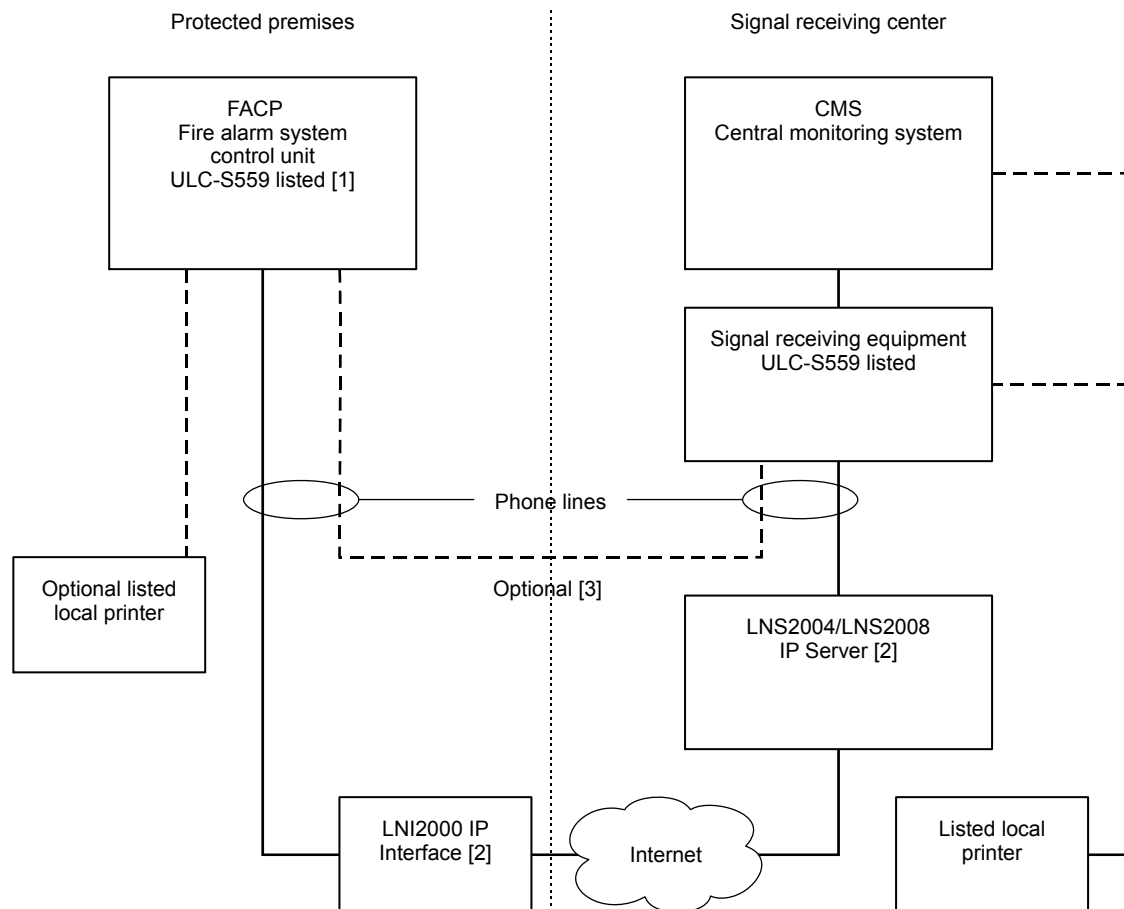 Protected premises
Signal receiving center
FACP
Fire alarm system
control unit
ULC-S559 listed [1]
CMS
Central monitoring system
Signal receiving equipment
ULC-S559 listed
Phone lines
Optional listed
local printer
Optional [3]
LNS2004/LNS2008
IP Server [2]
LNI2000 IP
Interface [2]
Internet
Listed local
printer